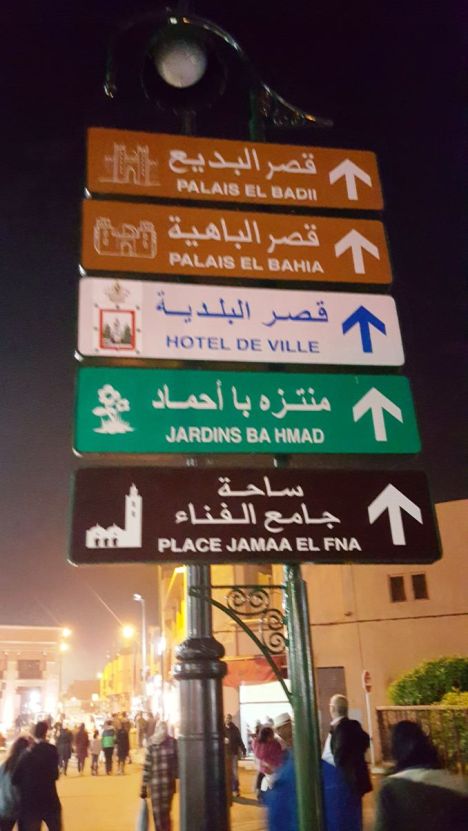 قصر البديع
PALAIS EL BADII
قصر الباهية
PALAIS EL BAHIA
قصر البلدية
HOTEL DE VILLE
منتزه با أحماد
JARDINS BA HMAD
ساحة
جامع الفناء
PLACE JAMAA EL FNA